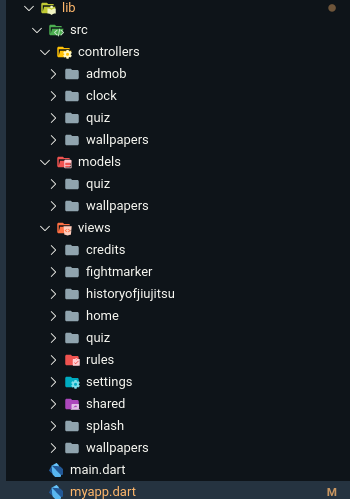 lib
src
controllers
admob
clock
quiz
wallpapers
models
quiz
wallpapers
views
credits
fightmarker
historyofjiujitsu
home
quiz
rules
settings
shared
splash
wallpapers
main.dart
myapp.dart M